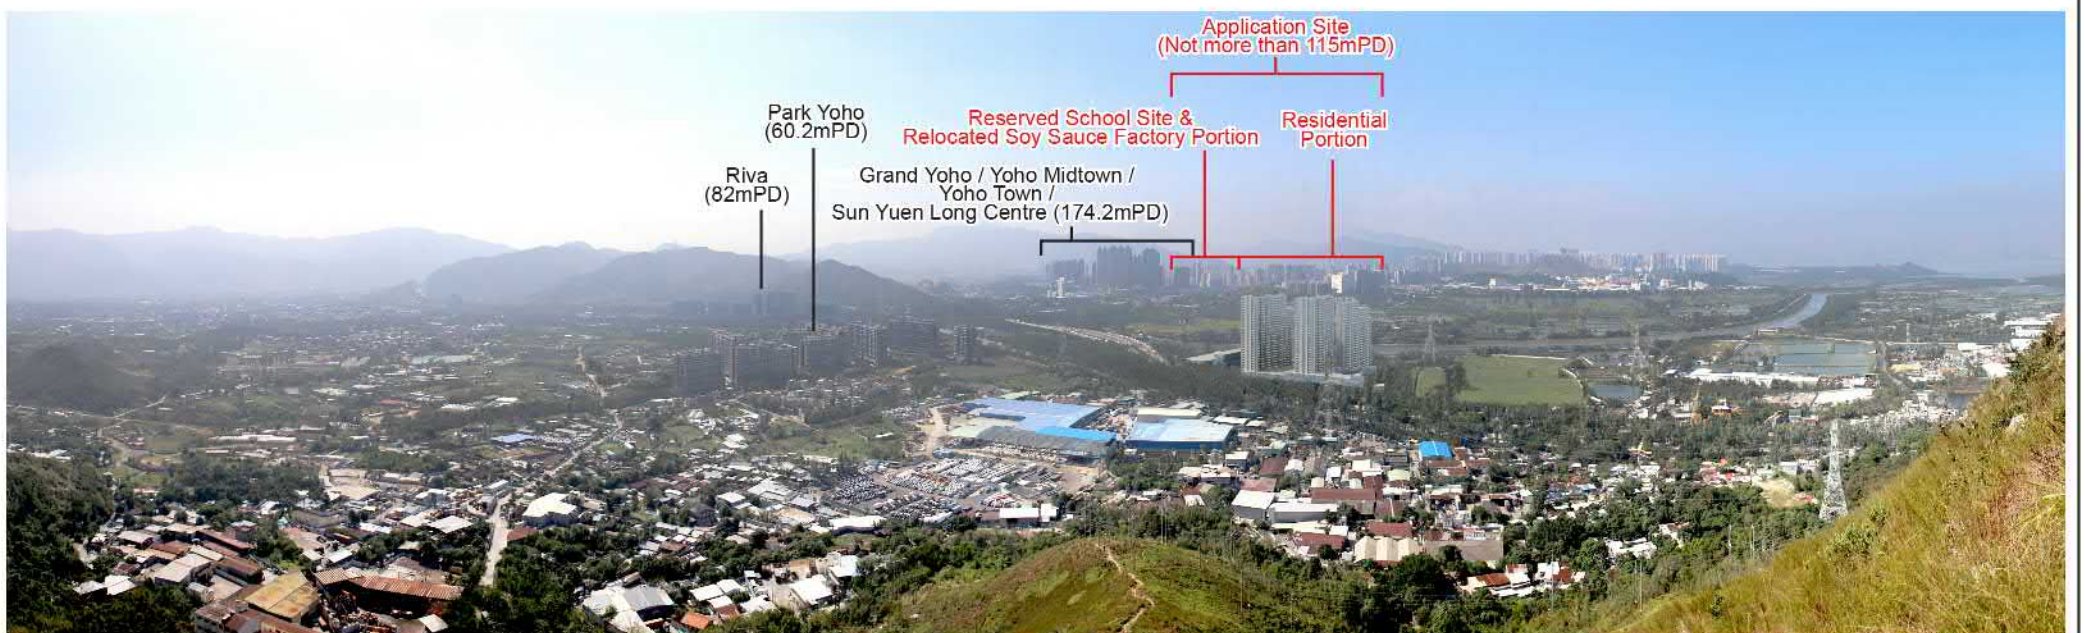 Application Site
(Not more than 115mPD)
Park Yoho
(60.2mPD)
Reserved School Site &
Relocated Soy Sauce Factory Portion
Residential
Portion
Riva
(82mPD)
Grand Yoho / Yoho Midtown /
Yoho Town /
Sun Yuen Long Centre (174.2mPD)